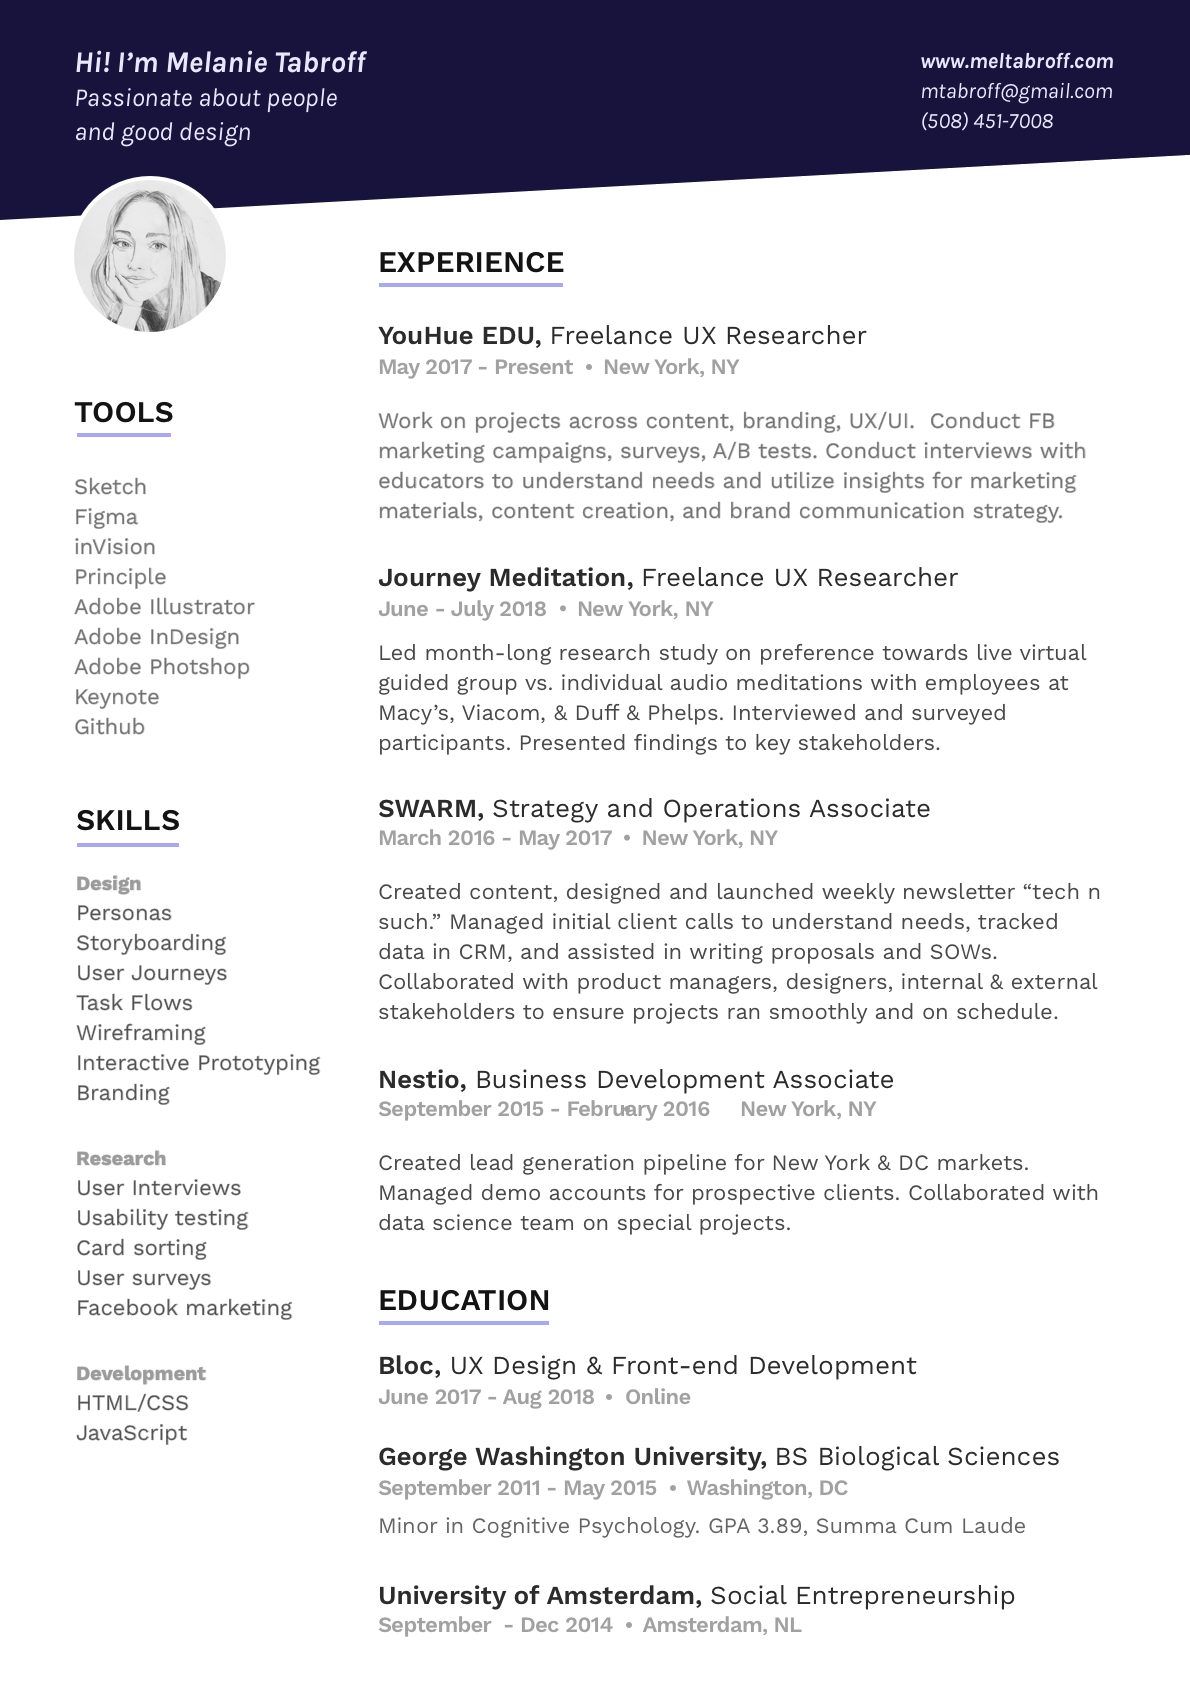 Hi! I’m Melanie Tabroff
Passionate about people
and good design
www.meltabroff.com
mtabroff@gmail.com
(508) 451-7008
TOOLS
Sketch
Figma
inVision
Principle
Adobe Illustrator
Adobe InDesign
Adobe Photshop
Keynote
Github
SKILLS
Design
Personas
Storyboarding
User Journeys
Task Flows
Wireframing
Interactive Prototyping
Branding
Research
User Interviews
Usability testing
Card sorting
User surveys
Facebook marketing
Development
HTML/CSS
JavaScript
EXPERIENCE
YouHue EDU, Freelance UX Researcher
May 2017 - Present • New York, NY
Work on projects across content, branding, UX/UI.  Conduct FB
marketing campaigns, surveys, A/B tests. Conduct interviews with
educators to understand needs and utilize insights for marketing
materials, content creation, and brand communication strategy.
Journey Meditation, Freelance UX Researcher
June - July 2018 • New York, NY
Led month-long research study on preference towards live virtual
guided group vs. individual audio meditations with employees at
Macy’s, Viacom, & Duff & Phelps. Interviewed and surveyed
participants. Presented findings to key stakeholders.
SWARM, Strategy and Operations Associate
March 2016 - May 2017 • New York, NY
Created content, designed and launched weekly newsletter “tech n
such.” Managed initial client calls to understand needs, tracked
data in CRM, and assisted in writing proposals and SOWs.
Collaborated with product managers, designers, internal & external
stakeholders to ensure projects ran smoothly and on schedule.
Nestio, Business Development Associate
September 2015 - February 2016 New York, NY
Created lead generation pipeline for New York & DC markets.
Managed demo accounts for prospective clients. Collaborated with
data science team on special projects.
EDUCATION
Bloc, UX Design & Front-end Development
June 2017 - Aug 2018 • Online
George Washington University, BS Biological Sciences
September 2011 - May 2015 • Washington, DC
Minor in Cognitive Psychology. GPA 3.89, Summa Cum Laude
University of Amsterdam, Social Entrepreneurship
September  - Dec 2014 • Amsterdam, NL